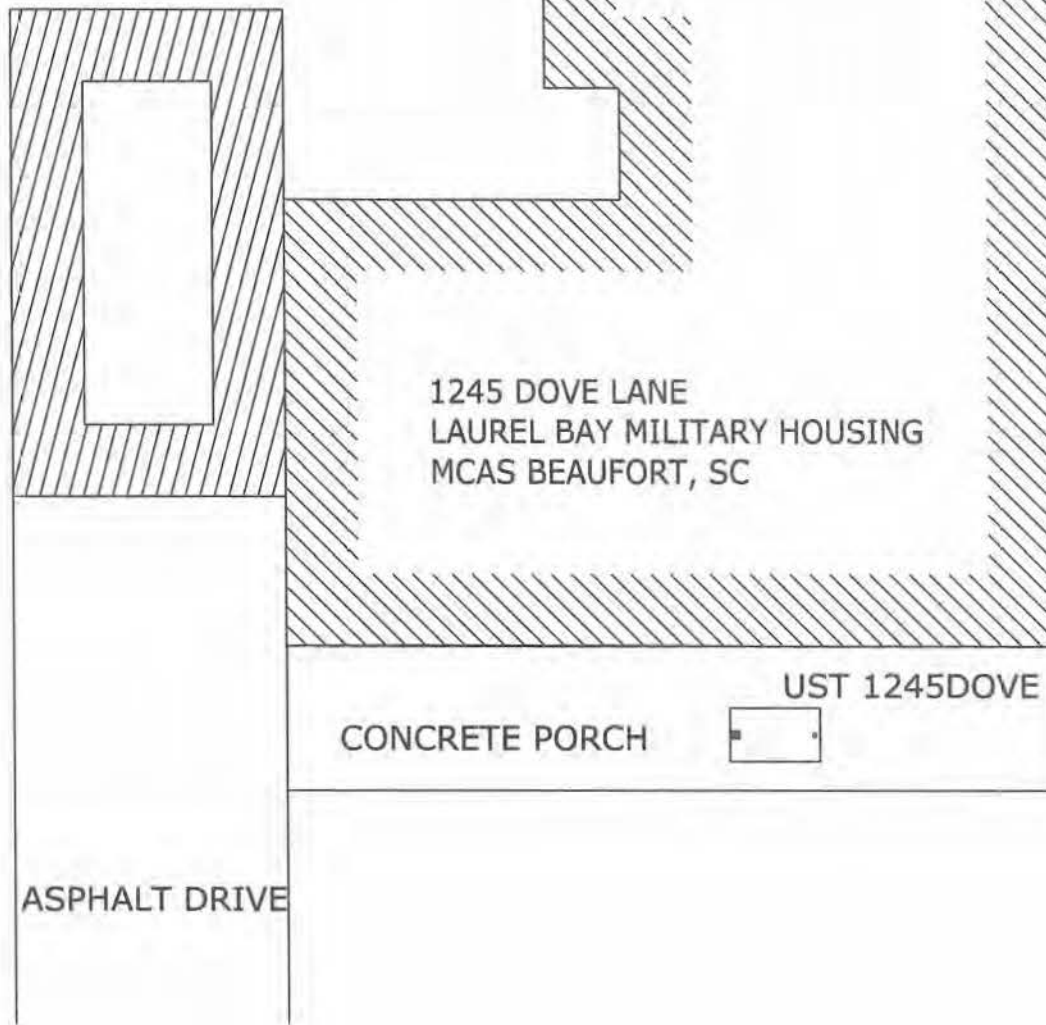 1245 DOVE LANE
LAUREL BAY MILITARY HOUSING
MCAS BEAUFORT, SC
UST 1245DOVE
CONCRETE PORCH
ASPHALT DRIVE